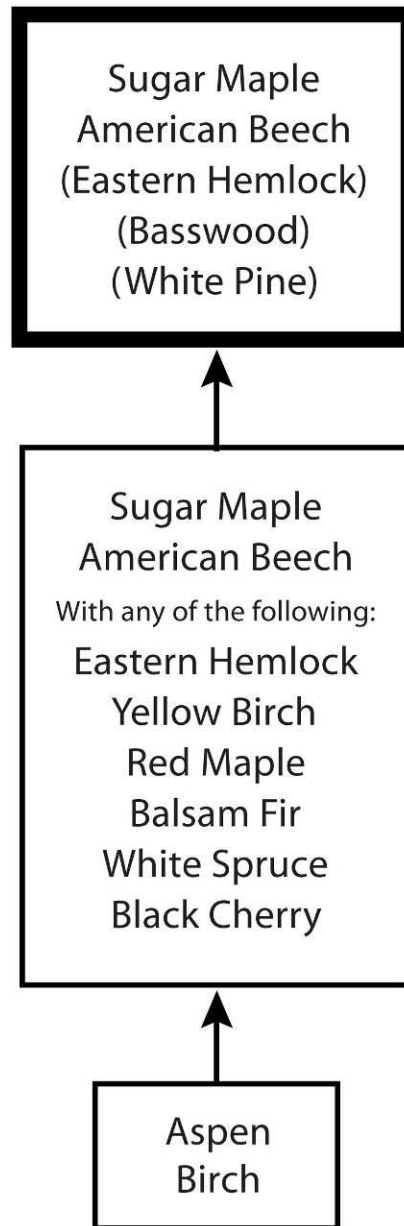 Sugar Maple
American Beech
(Eastern Hemlock)
(Basswood)
(White Pine)
Sugar Maple
American Beech
With any of the following:
Eastern Hemlock
Yellow Birch
Red Maple
Balsam Fir
White Spruce
Black Cherry
Aspen
Birch